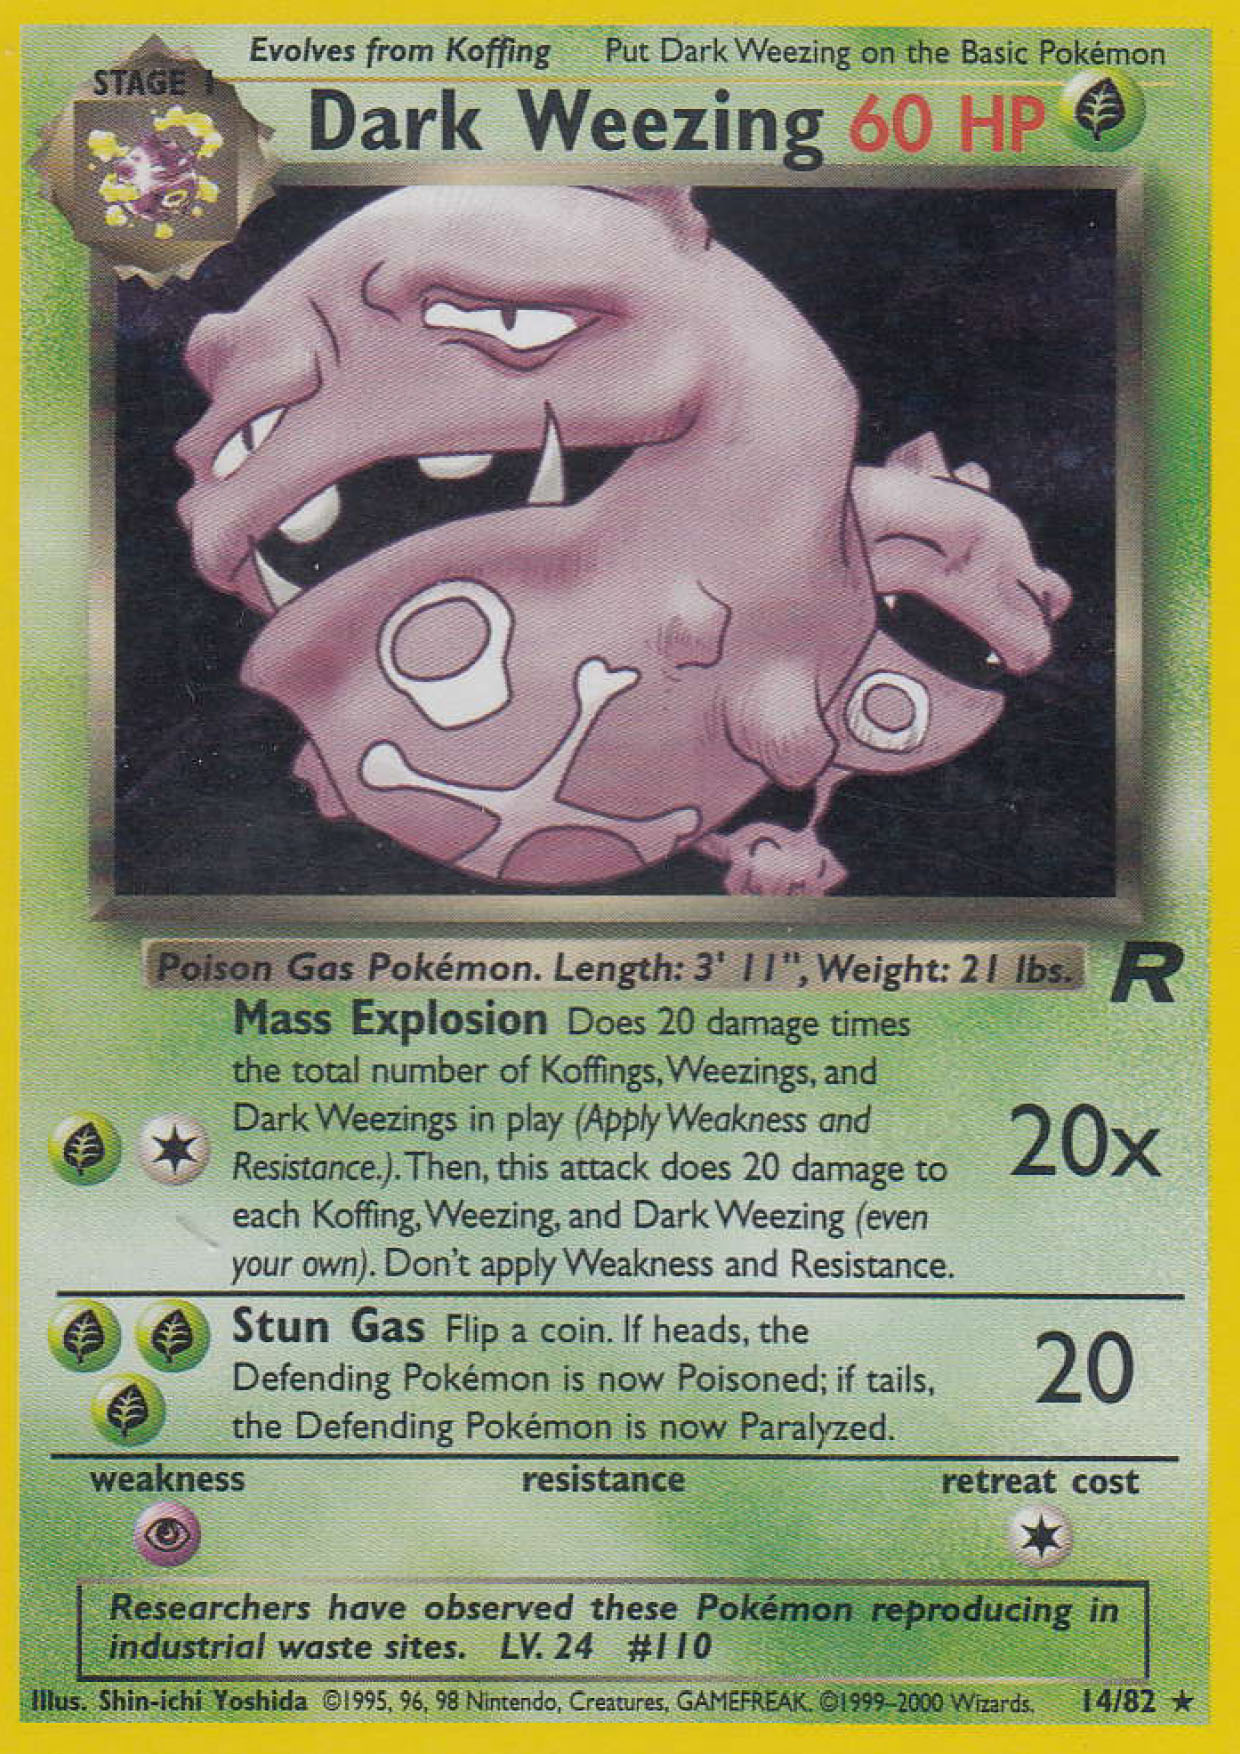 Evolves from Koffing Put Dark Weezing on the Basic Pokémon
STAGE 1
Dark Weezing 60 HP
Poison Gas Pokémon. Length: 3' 11", Weight: 21 lbs.
R
Mass Explosion Does 20 damage times
the total number of Koffings, Weezings, and
Dark Weezings in play (Apply Weakness and
Resistance.). Then, this attack does 20 damage to
each Koffing, Weezing, and Dark Weezing (even
your own). Don't apply Weakness and Resistance.
20x
Stun Gas Flip a coin. If heads, the
Defending Pokémon is now Poisoned; if tails,
the Defending Pokémon is now Paralyzed.
20
weakness resistance retreat cost
Researchers have observed these Pokémon reproducing in
industrial waste sites. LV. 24 #110
Illus. Shin-ichi Yoshida ©1995, 96, 98 Nintendo, Creatures, GAMEFREAK. ©1999–2000 Wizards. 14/82 ★